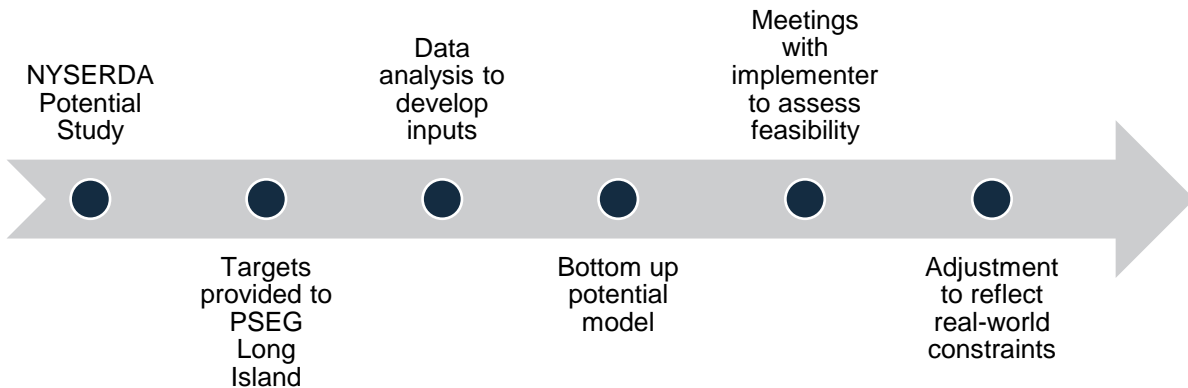 NYSERDA
Potential
Study
Targets
provided to
PSEG
Long
Island
Data
analysis to
develop
inputs
Bottom up
potential
model
Meetings
with
implementer
to assess
feasibility
Adjustment
to reflect
real-world
constraints